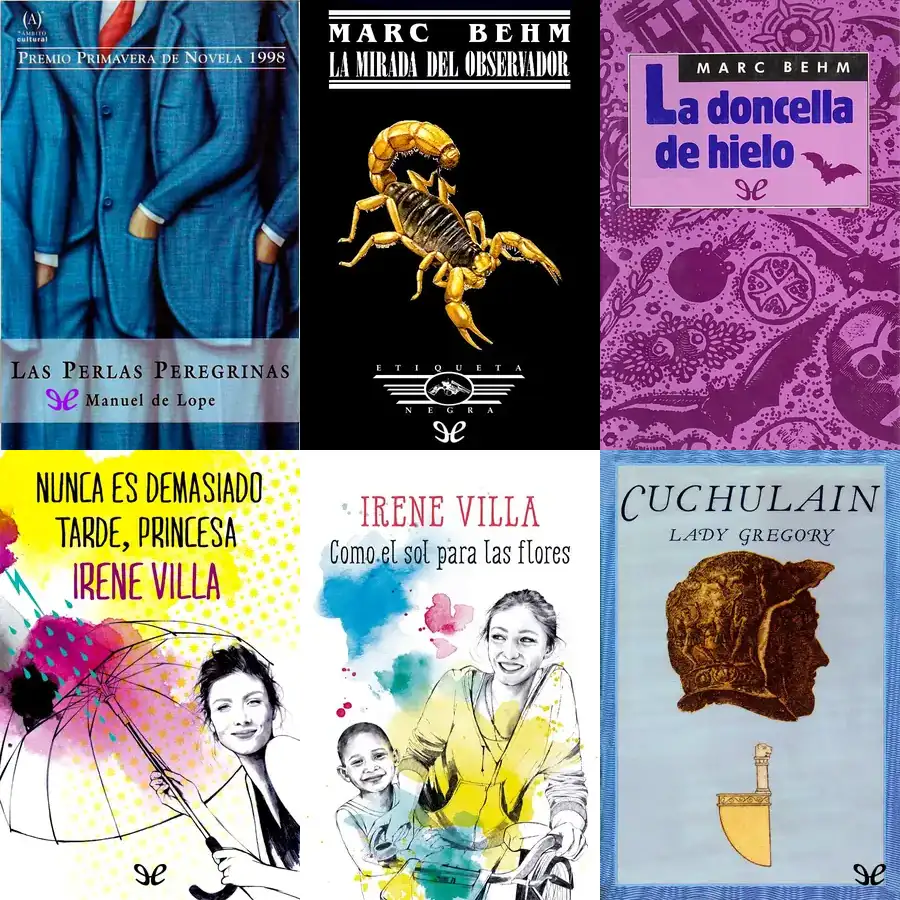 (A)
ÁMBITO
cultural
PREMIO PRIMAVERA DE NOVELA 1998
LAS PERLAS PEREGRINAS
Manuel de Lope
MARC BEHM
LA MIRADA DEL OBSERVADOR
ETIQUETA
NEGRA
MARC BEHM
La doncella
de hielo
NUNCA ES DEMASIADO
TARDE, PRINCESA
IRENE VILLA
IRENE VILLA
Como el sol para las flores
CUCHULAIN
LADY GREGORY